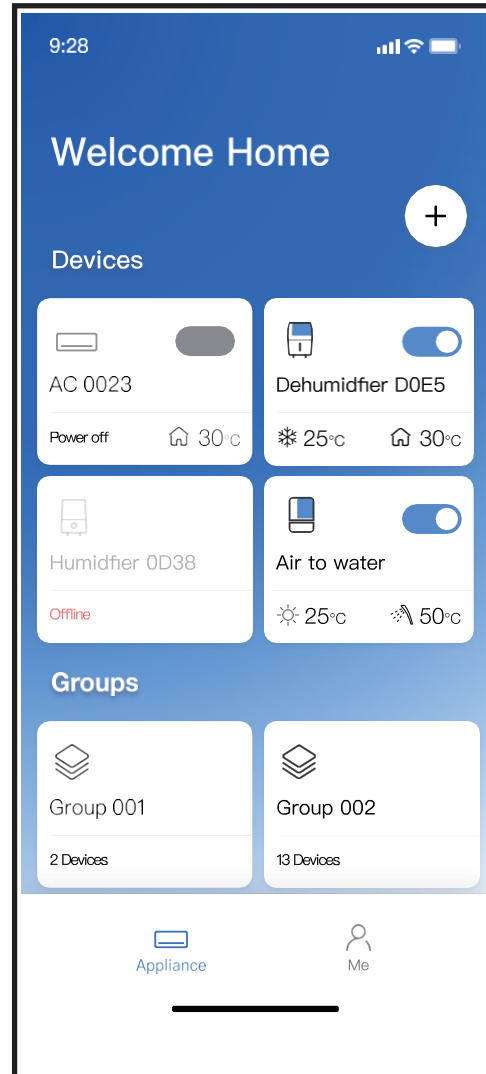 9:28
Welcome Home
+
Devices
AC 0023
Power off 30°C
Dehumidfier D0E5
25°C 30°C
Humidfier 0D38
Offline
Air to water
25°C 50°C
Groups
Group 001
2 Devices
Group 002
13 Devices
Appliance
Me